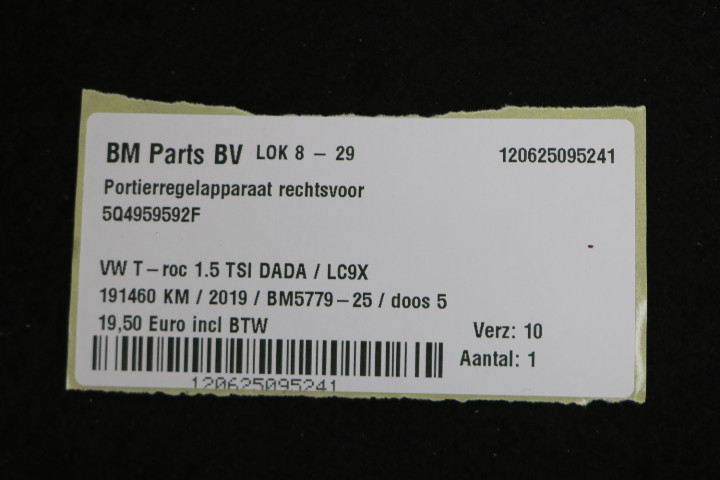 BM Parts BV LOK 8 - 29 120625095241
Portierregelapparaat rechtsvoor
5Q4959592F
VW T-roc 1.5 TSI DADA / LC9X
191460 KM / 2019 / BM5779-25 / doos 5
19,50 Euro incl BTW Verz: 10
Aantal: 1
120625095241